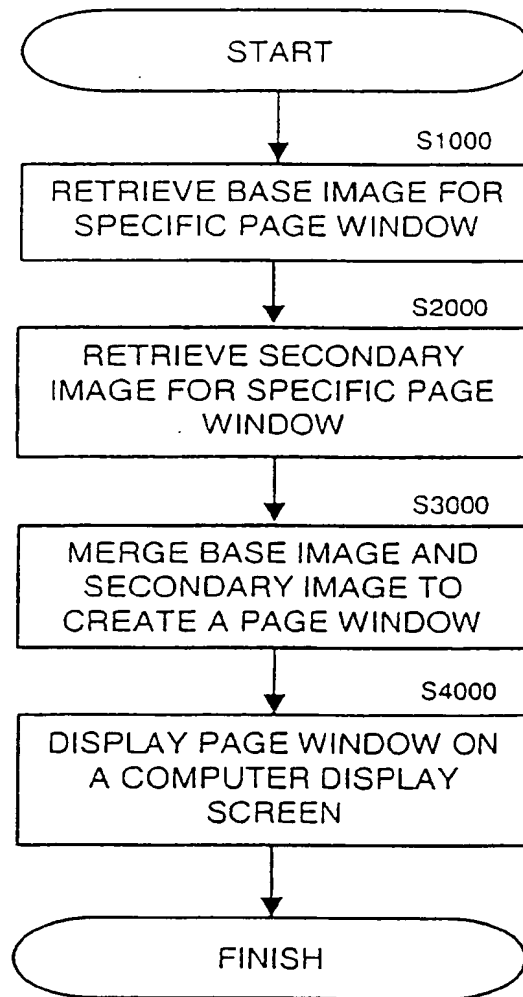 START
S1000
RETRIEVE BASE IMAGE FOR
SPECIFIC PAGE WINDOW
S2000
RETRIEVE SECONDARY
IMAGE FOR SPECIFIC PAGE
WINDOW
S3000
MERGE BASE IMAGE AND
SECONDARY IMAGE TO
CREATE A PAGE WINDOW
S4000
DISPLAY PAGE WINDOW ON
A COMPUTER DISPLAY
SCREEN
FINISH